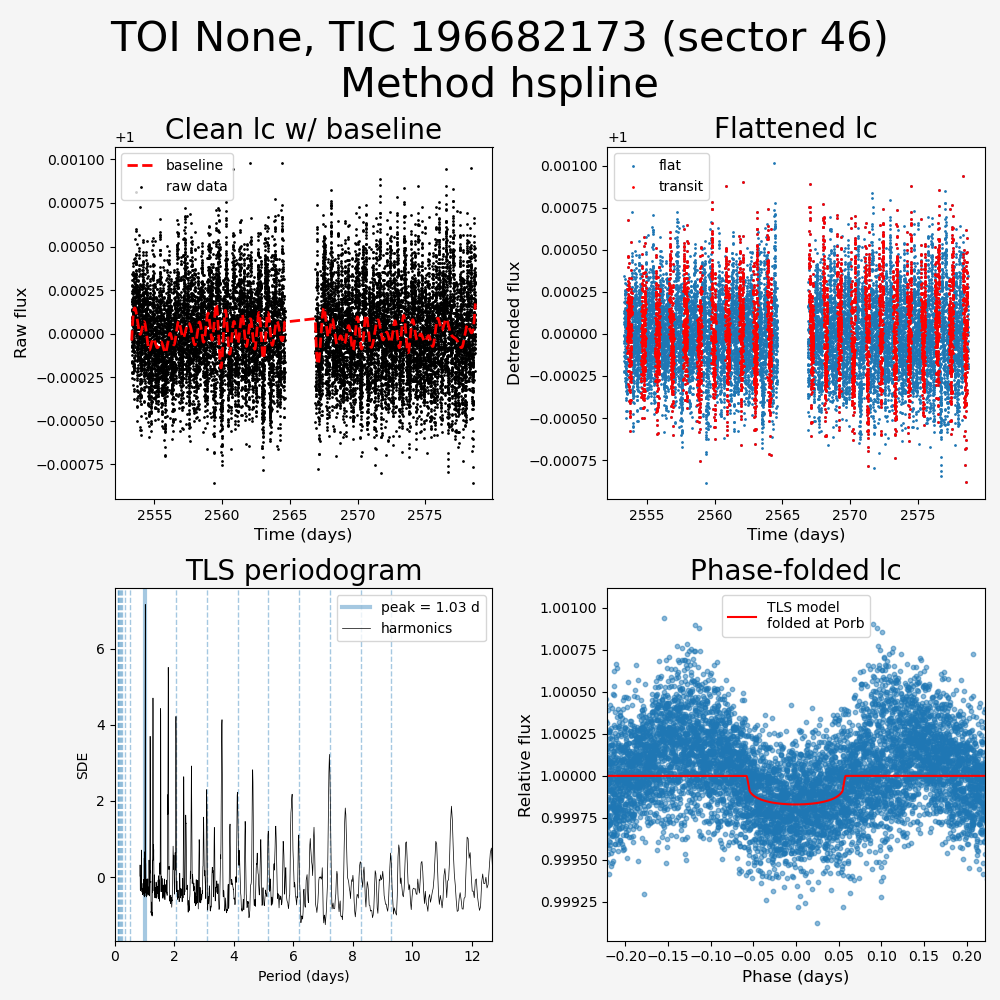 TOI None, TIC 196682173 (sector 46)
Method hspline
Clean lc w/ baseline
+1
baseline
raw data
0.00100
0.00075
0.00050
0.00025
0.00000
−0.00025
−0.00050
−0.00075
Raw flux
2555
2560
2565
2570
2575
Time (days)
Flattened lc
+1
flat
transit
0.00100
0.00075
0.00050
0.00025
0.00000
−0.00025
−0.00050
−0.00075
Detrended flux
2555
2560
2565
2570
2575
Time (days)
TLS periodogram
peak = 1.03 d
harmonics
6
4
2
0
SDE
0
2
4
6
8
10
12
Period (days)
Phase-folded lc
TLS model
folded at Porb
1.00100
1.00075
1.00050
1.00025
1.00000
0.99975
0.99950
0.99925
Relative flux
−0.20
−0.15
−0.10
−0.05
0.00
0.05
0.10
0.15
0.20
Phase (days)